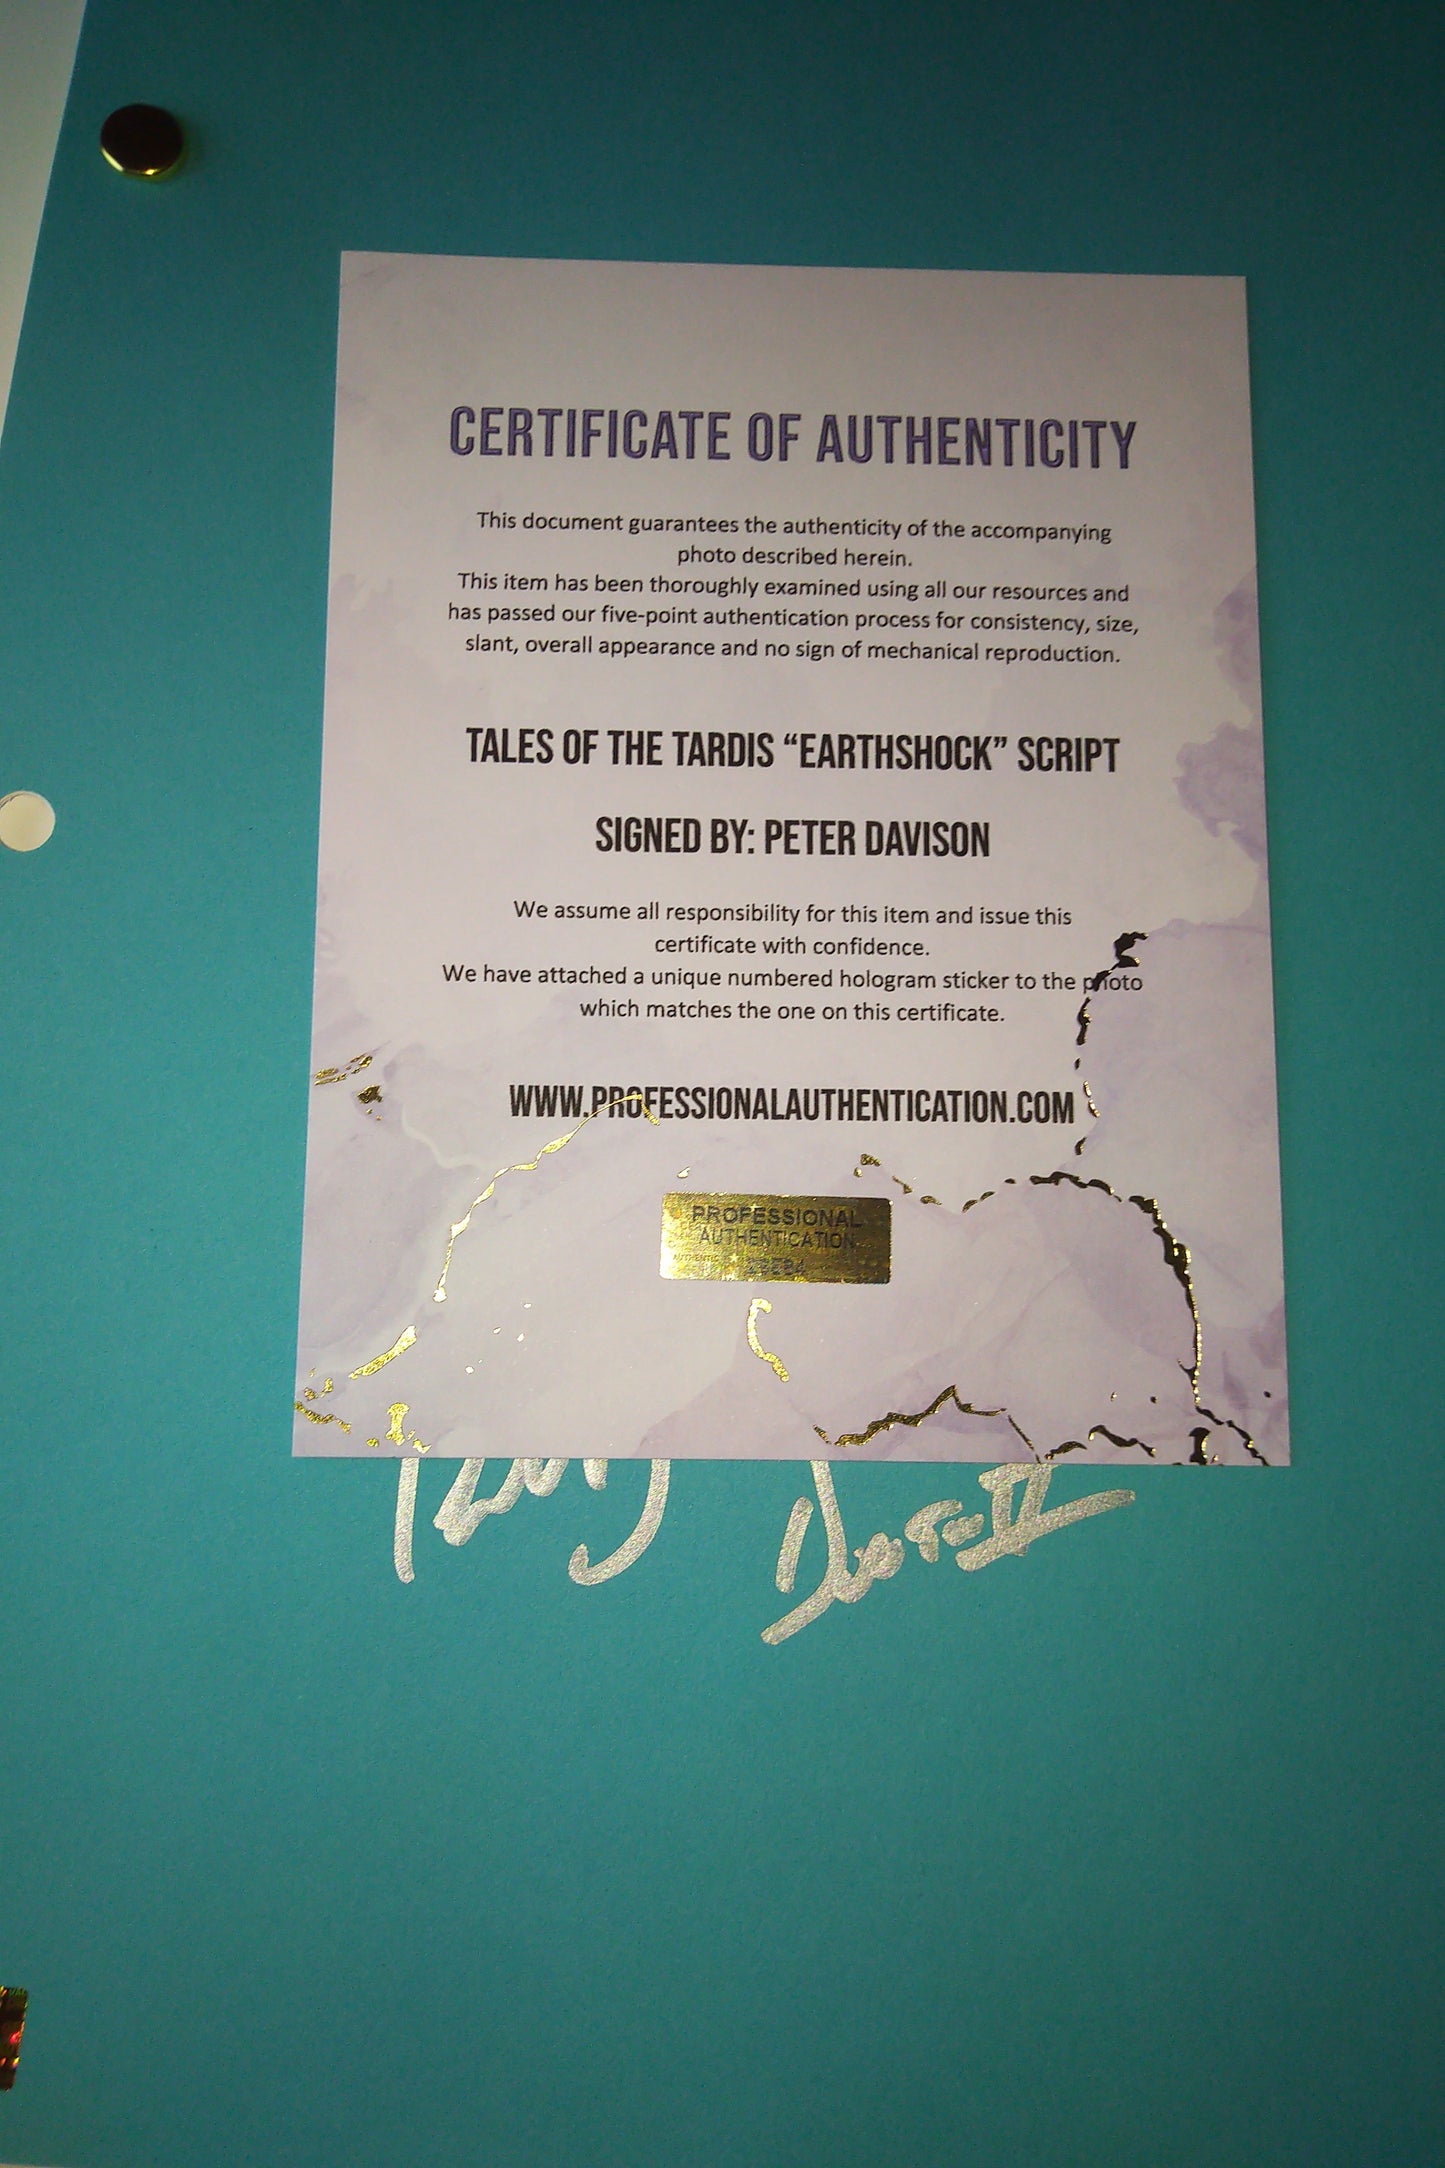 CERTIFICATE OF AUTHENTICITY
This document guarantees the authenticity of the accompanying
photo described herein.
This item has been thoroughly examined using all our resources and
has passed our five-point authentication process for consistency, size,
slant, overall appearance and no sign of mechanical reproduction.
TALES OF THE TARDIS “EARTHSHOCK” SCRIPT
SIGNED BY: PETER DAVISON
We assume all responsibility for this item and issue this
certificate with confidence.
We have attached a unique numbered hologram sticker to the photo
which matches the one on this certificate.
WWW.PROFESSIONALAUTHENTICATION.COM
PROFESSIONAL
AUTHENTICATION